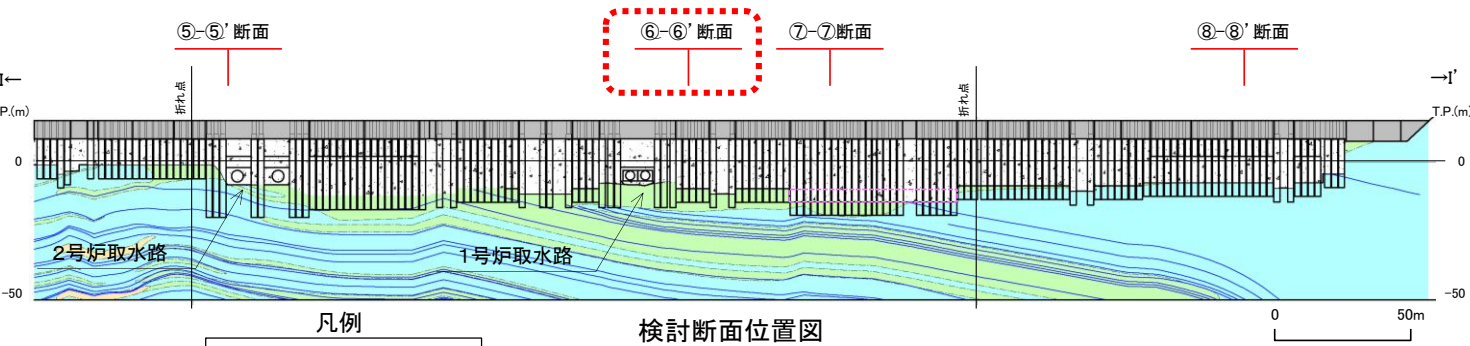 ⑤-⑤’断面
⑥-⑥’断面
⑦-⑦断面
⑧-⑧’断面
I←
→I’
P.(m)
折れ点
折れ点
T.P.(m)
0
0
2号炉取水路
1号炉取水路
-50
-50
凡例
検討断面位置図
0 50m